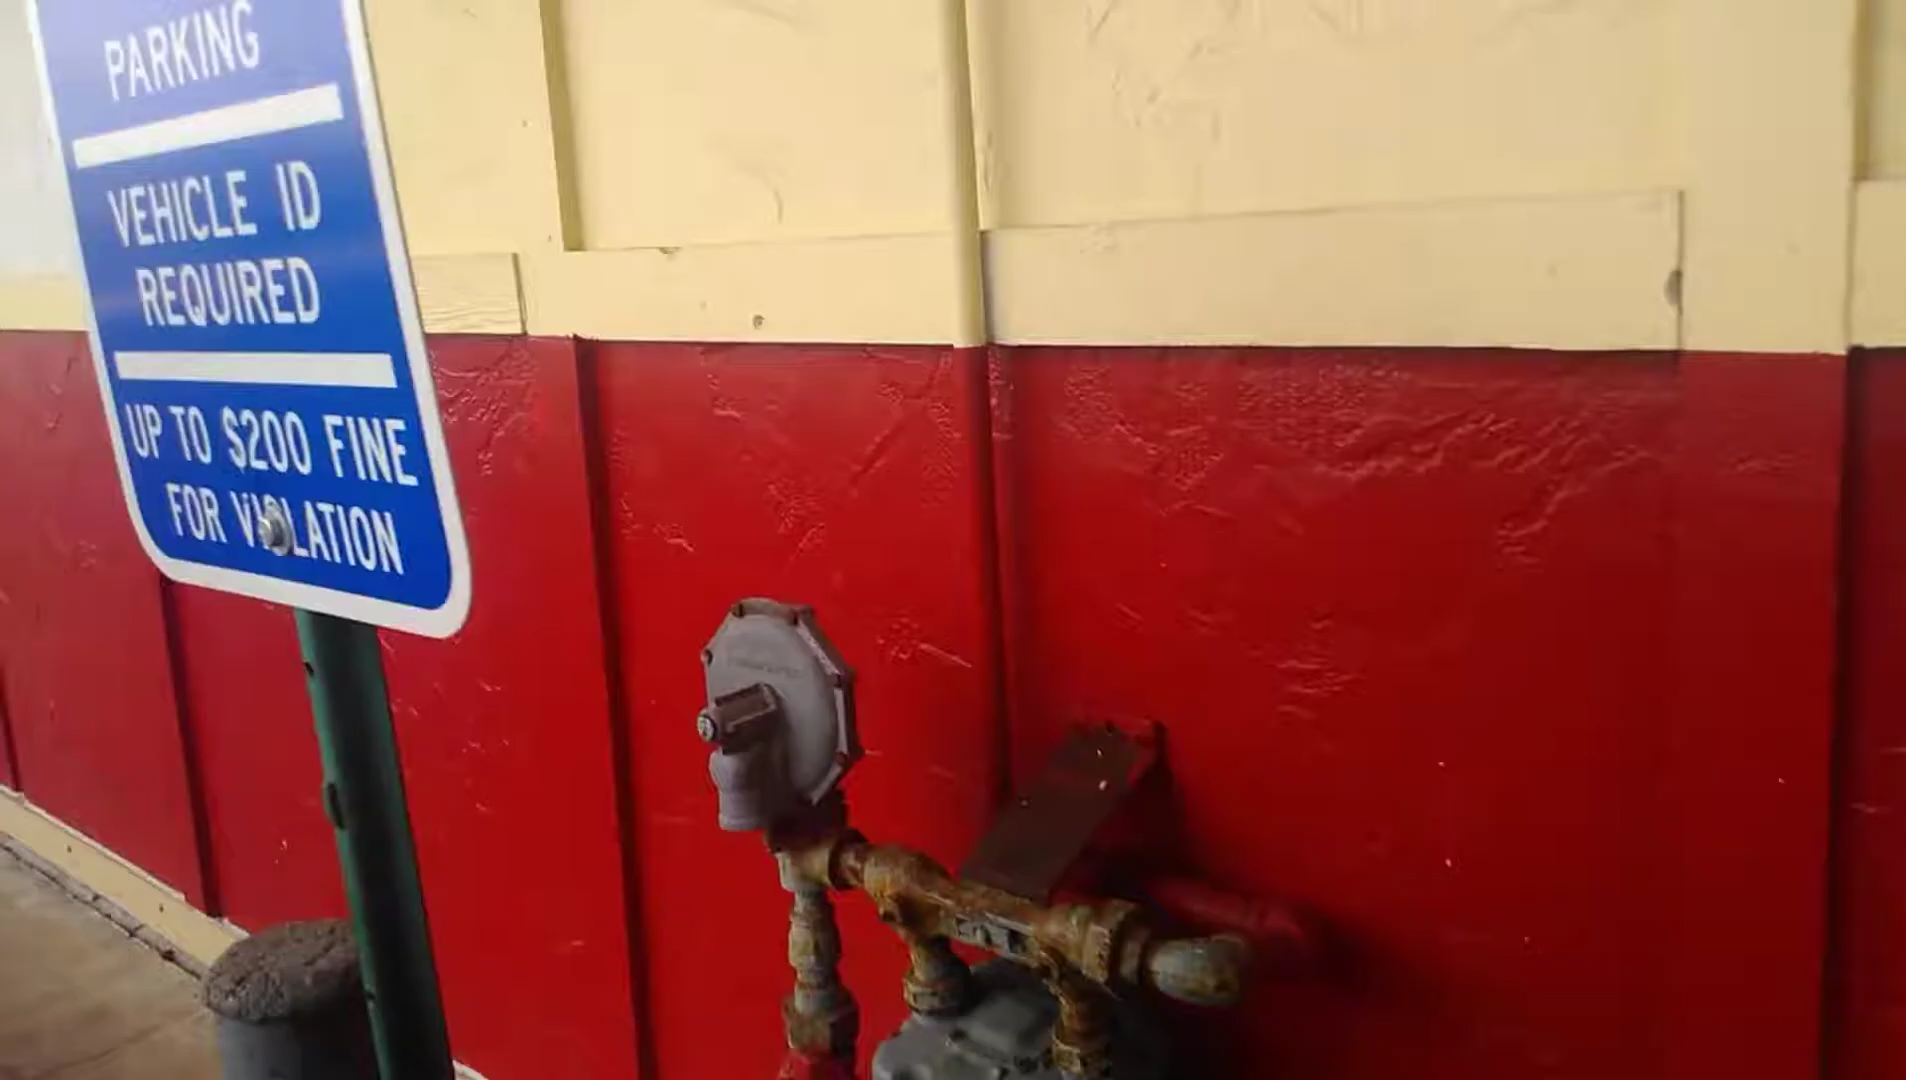 PARKING
VEHICLE ID
REQUIRED
UP TO $200 FINE
FOR VIOLATION